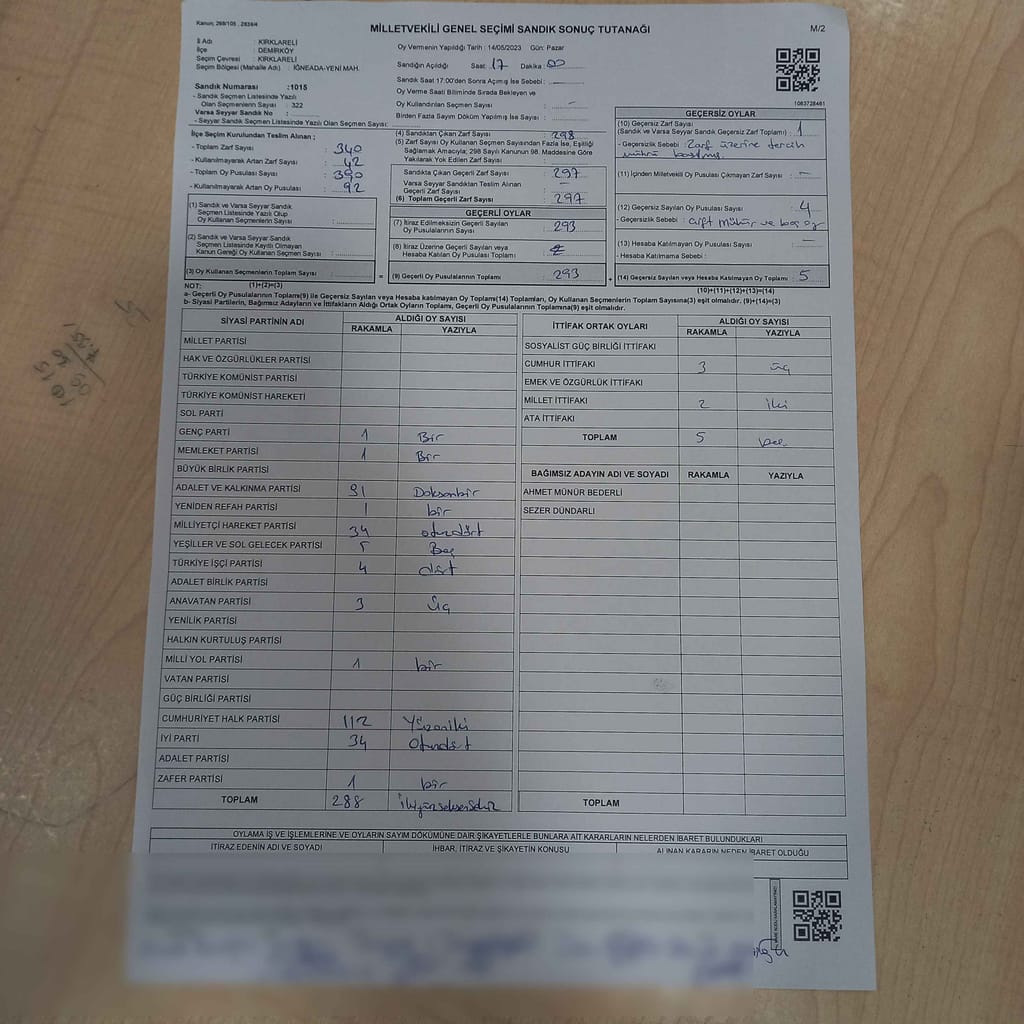 Kanun; 298/105 , 2839/4
MİLLETVEKİLİ GENEL SEÇİMİ SANDIK SONUÇ TUTANAĞI
M/2
İl Adı : KIRKLARELİ
İlçe : DEMİRKÖY
Seçim Çevresi : KIRKLARELİ
Seçim Bölgesi (Mahalle Adı) : İĞNEADA-YENİ MAH.
Oy Vermenin Yapıldığı Tarih : 14/05/2023 Gün: Pazar
Sandığın Açıldığı Saat: 17 Dakika: 00
Sandık Saat 17:00'den Sonra Açımış İse Sebebi :
Oy Verme Saati Bitiminde Sırada Bekleyen ve
Oy Kullandırılan Seçmen Sayısı : -
Birden Fazla Sayım Dökümü Yapılmış İse Sayısı :
1083728461
Sandık Numarası :1015
- Sandık Seçmen Listesinde Yazılı
Olan Seçmenlerin Sayısı : 322
Varsa Seyyar Sandık No :
- Seyyar Sandık Seçmen Listesinde Yazılı Olan Seçmen Sayısı:
İlçe Seçim Kurulundan Teslim Alınan ;
- Toplam Zarf Sayısı : 340
- Kullanılmayarak Artan Zarf Sayısı : 42
- Toplam Oy Pusulası Sayısı : 390
- Kullanılmayarak Artan Oy Pusulası : 92
(1) Sandık ve Varsa Seyyar Sandık
Seçmen Listesinde Yazılı Olup
Oy Kullanan Seçmenlerin Sayısı :
(2) Sandık ve Varsa Seyyar Sandık
Seçmen Listesinde Kayıtlı Olmayan
Kanun Gereği Oy Kullanan Seçmen Sayısı :
(3) Oy Kullanan Seçmenlerin Toplam Sayısı :
(4) Sandıktan Çıkan Zarf Sayısı : 298
(5) Zarf Sayısı Oy Kullanan Seçmen Sayısından Fazla İse, Eşitliği
Sağlamak Amacıyla; 298 Sayılı Kanunun 98. Maddesine Göre
Yakılarak Yok Edilen Zarf Sayısı :
Sandıkta Çıkan Geçerli Zarf Sayısı : 297
Varsa Seyyar Sandıktan Teslim Alınan
Geçerli Zarf Sayısı : -
(6) Toplam Geçerli Zarf Sayısı : 297
GEÇERLİ OYLAR
(7) İtiraz Edilmeksizin Geçerli Sayılan
Oy Pusulalarının Toplamı : 293
(8) İtiraz Üzerine Geçerli Sayılan veya
Hesaba Katılan Oy Pusulası Toplamı :
= (9) Geçerli Oy Pusulalarının Toplamı : 293
GEÇERSİZ OYLAR
(10) Geçersiz Zarf Sayısı
(Sandık ve Varsa Seyyar Sandık Geçersiz Zarf Toplamı) : 1
- Geçersizlik Sebebi : Zarf üzerine tercih
mührü basılmış.
(11) İçinden Milletvekili Oy Pusulası Çıkmayan Zarf Sayısı : -
(12) Geçersiz Sayılan Oy Pusulası Sayısı : 4
- Geçersizlik Sebebi : Çift Mühür ve boş oy
(13) Hesaba Katılmayan Oy Pusulası Sayısı : -
- Hesaba Katılmama Sebebi :
+ (14) Geçersiz Sayılan veya Hesaba Katılmayan Oy Toplamı : 5
NOT: (1)+(2)=(3) (10)+(11)+(12)+(13)=(14)
a- Geçerli Oy Pusulalarının Toplamı(9) ile Geçersiz Sayılan veya Hesaba katılmayan Oy Toplam(14) Toplamları, Oy Kullanan Seçmenlerin Toplam Sayısına(3) eşit olmalıdır. (9)+(14)=(3)
b- Siyasi Partilerin, Bağımsız Adayların ve İttifakların Aldığı Ortak Oyların Toplamı, Geçerli Oy Pusulalarının Toplamına(9) eşit olmalıdır.
SİYASİ PARTİNİN ADI ALDIĞI OY SAYISI
RAKAMLA YAZIYLA
MİLLET PARTİSİ
HAK VE ÖZGÜRLÜKLER PARTİSİ
TÜRKİYE KOMÜNİST PARTİSİ
TÜRKİYE KOMÜNİST HAREKETİ
SOL PARTİ
GENÇ PARTİ 1 Bir
MEMLEKET PARTİSİ 1 Bir
BÜYÜK BİRLİK PARTİSİ
ADALET VE KALKINMA PARTİSİ 91 Doksanbir
YENİDEN REFAH PARTİSİ 1 bir
MİLLİYETÇİ HAREKET PARTİSİ 34 otuzdört
YEŞİLLER VE SOL GELECEK PARTİSİ 5 Beş
TÜRKİYE İŞÇİ PARTİSİ 4 dört
ADALET BİRLİK PARTİSİ
ANAVATAN PARTİSİ 3 üç
YENİLİK PARTİSİ
HALKIN KURTULUŞ PARTİSİ
MİLLİ YOL PARTİSİ 1 bir
VATAN PARTİSİ
GÜÇ BİRLİĞİ PARTİSİ
CUMHURİYET HALK PARTİSİ 112 Yüzoniki
İYİ PARTİ 34 Otuzdört
ADALET PARTİSİ
ZAFER PARTİSİ 1 bir
TOPLAM 288 ikiyüzseksensekiz
İTTİFAK ORTAK OYLARI ALDIĞI OY SAYISI
RAKAMLA YAZIYLA
SOSYALİST GÜÇ BİRLİĞİ İTTİFAKI
CUMHUR İTTİFAKI 3 üç
EMEK VE ÖZGÜRLÜK İTTİFAKI
MİLLET İTTİFAKI 2 iki
ATA İTTİFAKI
TOPLAM 5 beş
BAĞIMSIZ ADAYIN ADI VE SOYADI RAKAMLA YAZIYLA
AHMET MÜNÜR BEDERLİ
SEZER DÜNDARLI
TOPLAM
OYLAMA İŞ VE İŞLEMLERİNE VE OYLARIN SAYIM DÖKÜMÜNE DAİR ŞİKAYETLERLE BUNLARA AİT KARARLARIN NELERDEN İBARET BULUNDUKLARI
İTİRAZ EDENİN ADI VE SOYADI İHBAR, İTİRAZ VE ŞİKAYETİN KONUSU ALINAN KARARIN NEDEN İBARET OLDUĞU